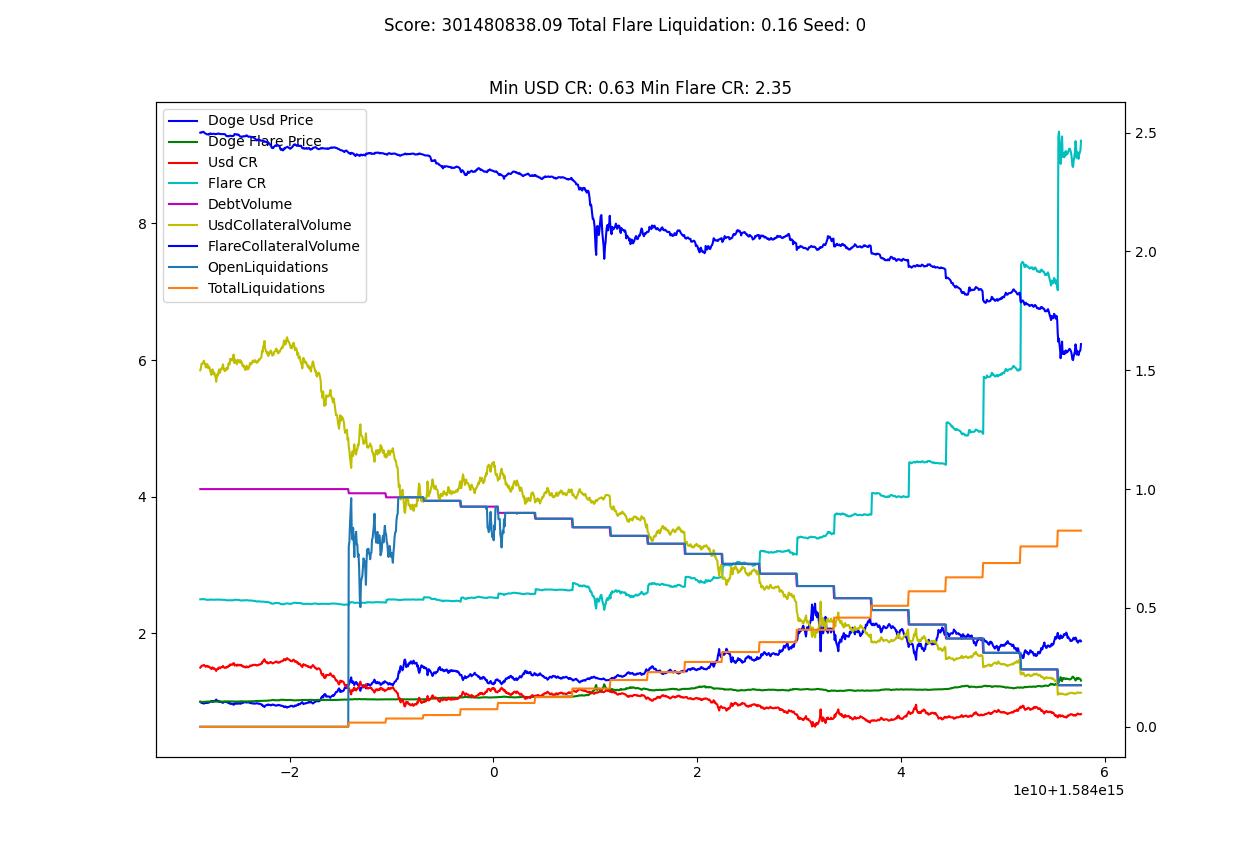 Score: 301480838.09 Total Flare Liquidation: 0.16 Seed: 0
Min USD CR: 0.63 Min Flare CR: 2.35
Doge Usd Price
Doge Flare Price
Usd CR
Flare CR
DebtVolume
UsdCollateralVolume
FlareCollateralVolume
OpenLiquidations
TotalLiquidations
8
6
4
2
2.5
2.0
1.5
1.0
0.5
0.0
−2 0 2 4 6
1e10+1.584e15